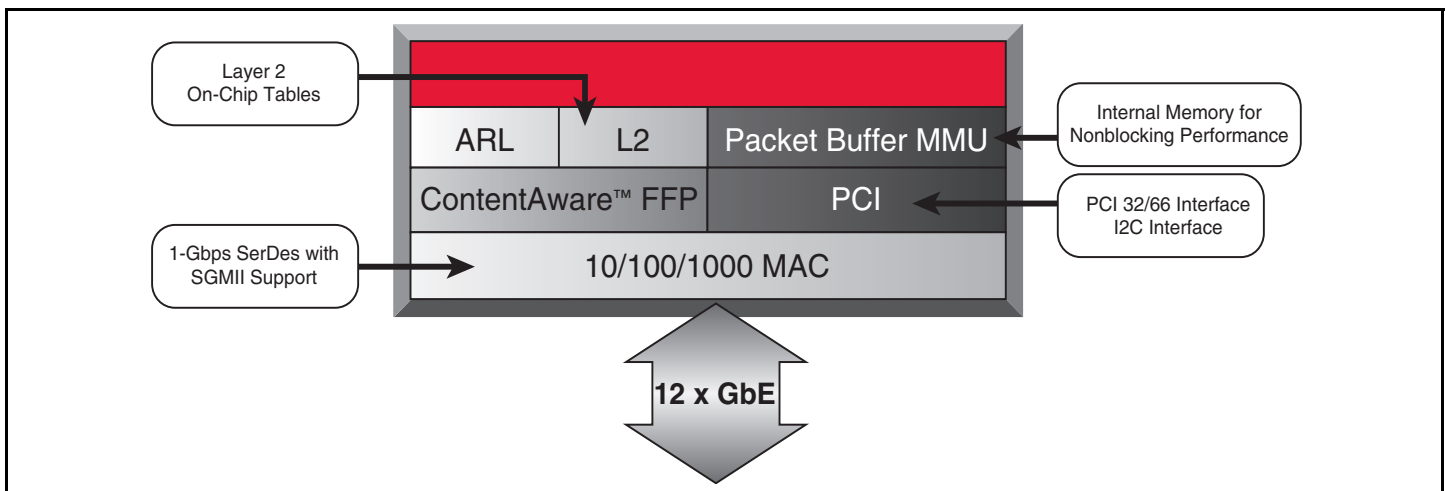 Layer 2
On-Chip Tables
Internal Memory for
Nonblocking Performance
ARL
L2
Packet Buffer MMU
ContentAware™ FFP
PCI
PCI 32/66 Interface
I2C Interface
1-Gbps SerDes with
SGMII Support
10/100/1000 MAC
12 x GbE